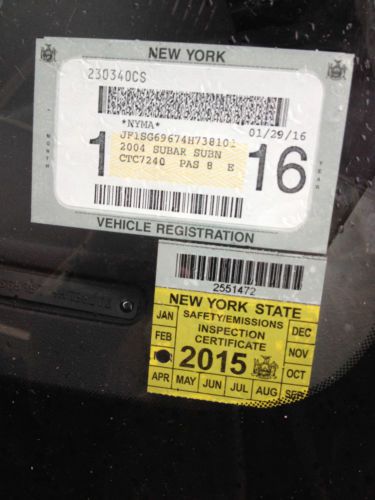 NEW YORK
230340CS
*NYMA* 01/29/16
JF1SG69674H738101
2004 SUBAR SUBN
CTC7240 PAS 8 E
1 16
MONTH
YEAR
VEHICLE REGISTRATION
2551472
NEW YORK STATE
SAFETY/EMISSIONS
INSPECTION
CERTIFICATE
2015
JAN
FEB
APR MAY JUN JUL AUG SEP
OCT
NOV
DEC